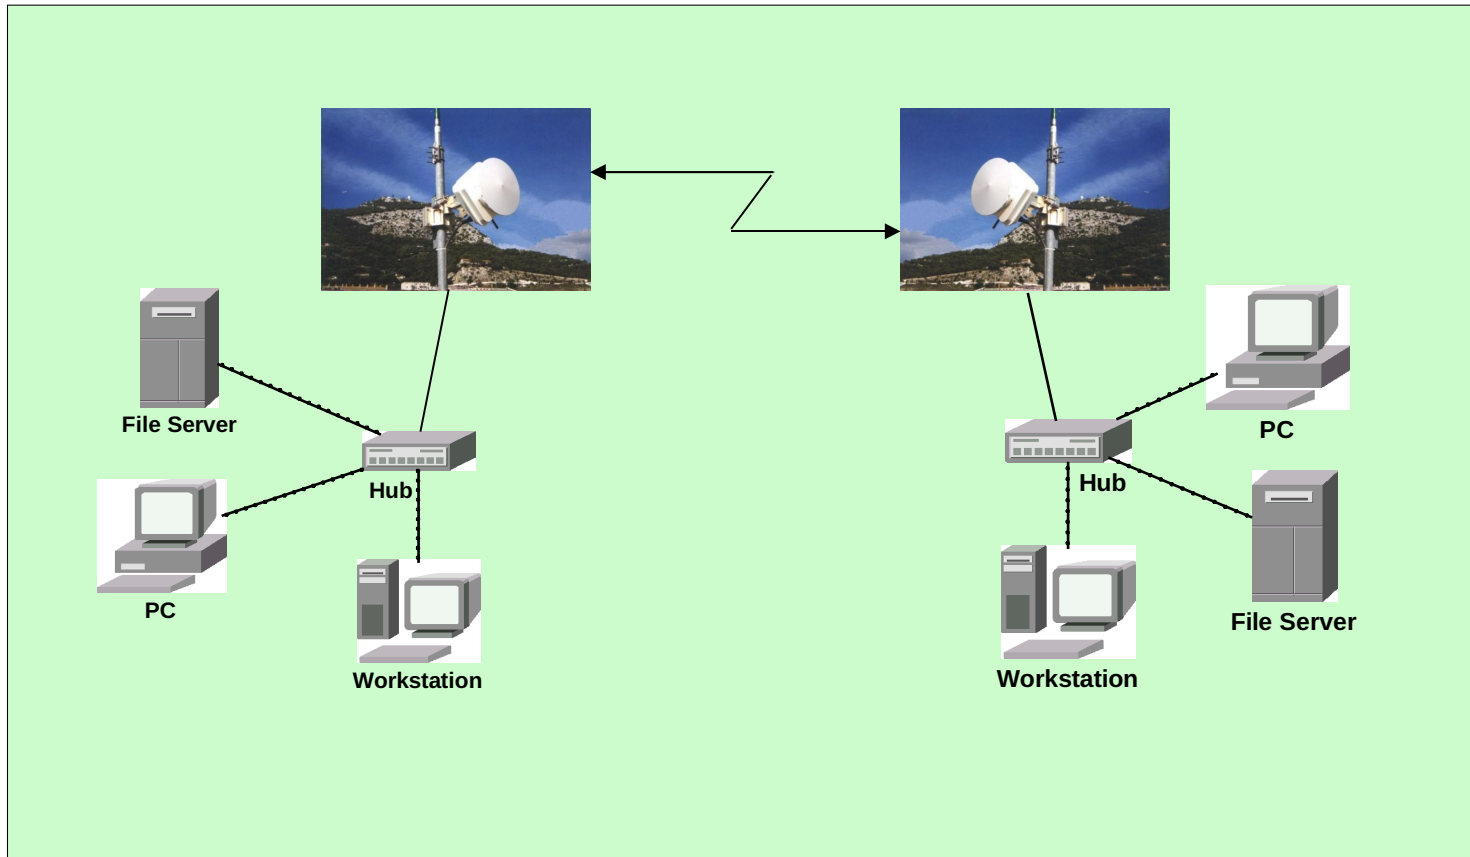 File Server
Hub
PC
Workstation
PC
Hub
File Server
Workstation